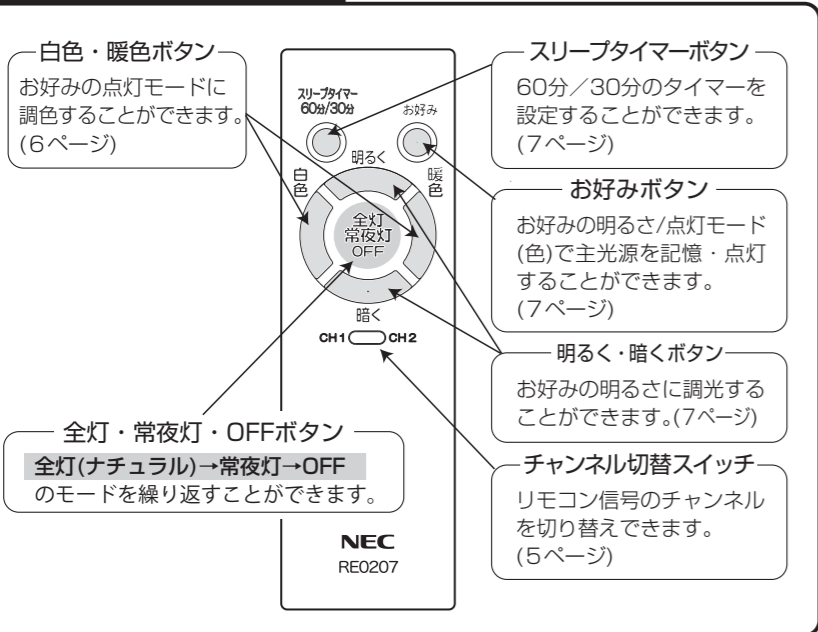 白色・暖色ボタン
お好みの点灯モードに
調色することができます。
(6ページ)
全灯・常夜灯・OFFボタン
全灯(ナチュラル)→常夜灯→OFF
のモードを繰り返すことができます。
スリープタイマー
60分/30分
お好み
明るく
白色
暖色
全灯
常夜灯
OFF
暗く
CH1 CH2
NEC
RE0207
スリープタイマーボタン
60分／30分のタイマーを
設定することができます。
(7ページ)
お好みボタン
お好みの明るさ/点灯モード
(色)で主光源を記憶・点灯
することができます。
(7ページ)
明るく・暗くボタン
お好みの明るさに調光する
ことができます。(7ページ)
チャンネル切替スイッチ
リモコン信号のチャンネル
を切り替えできます。
(5ページ)